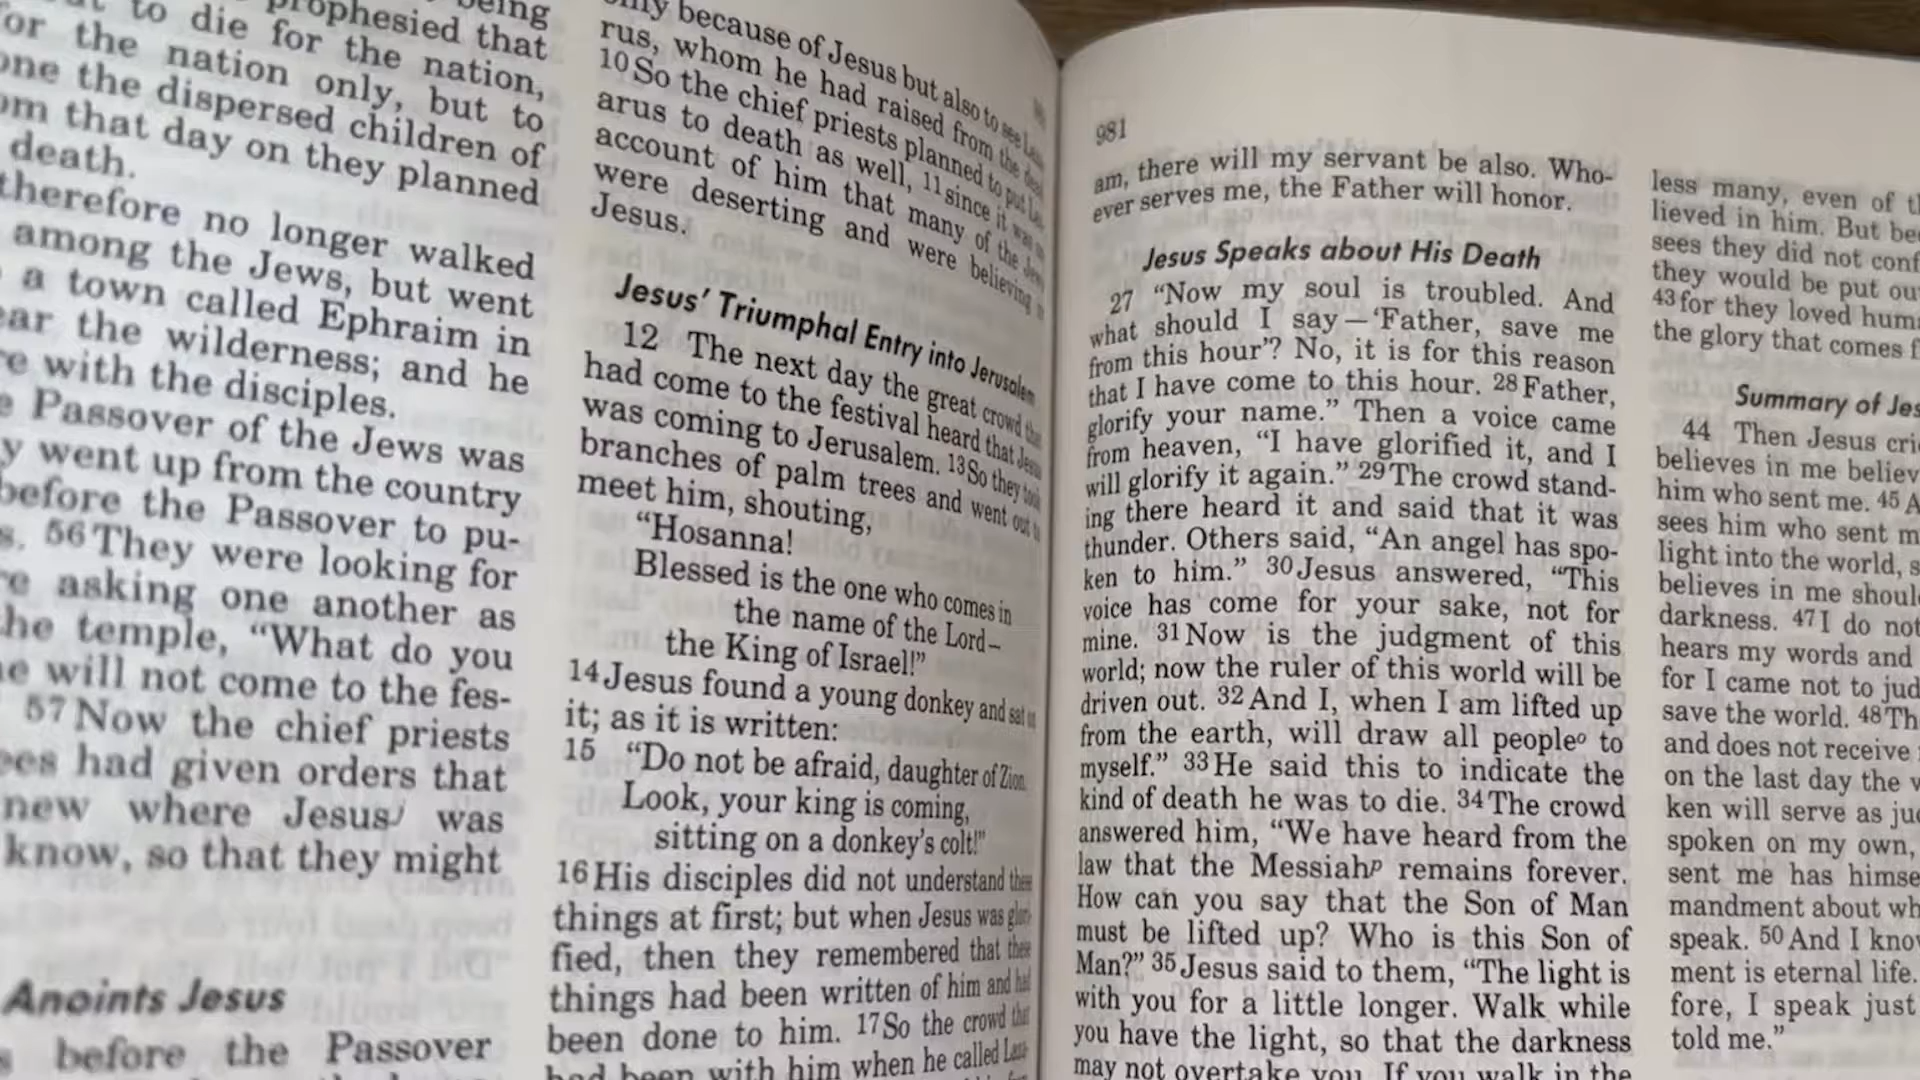 being
to die for the nation,
prophesied that
or the nation only, but to
one the dispersed children of
that day on they planned
death.
therefore no longer walked
among the Jews, but went
a town called Ephraim in
the wilderness; and he
with the disciples.
Passover of the Jews was
went up from the country
before the Passover to pu-
56 They were looking for
asking one another as
the temple, “What do you
will not come to the fes-
57 Now the chief priests
had given orders that
where Jesusj was
know, so that they might
Anoints Jesus
before the Passover
because of Jesus but also to see
rus, whom he had raised from the dead
10 So the chief priests planned to put
arus to death as well, 11 since it was
account of him that many of the Jews
were deserting and were believing
Jesus.
Jesus’ Triumphal Entry into Jerusalem
12 The next day the great crowd
had come to the festival heard that
was coming to Jerusalem. 13 So they took
branches of palm trees and went out
meet him, shouting,
“Hosanna!
Blessed is the one who comes in
the name of the Lord—
the King of Israel!”
14 Jesus found a young donkey and sat
it; as it is written:
15 “Do not be afraid, daughter of Zion.
Look, your king is coming,
sitting on a donkey’s colt!”
16 His disciples did not understand these
things at first; but when Jesus was glori-
fied, then they remembered that these
things had been written of him and had
been done to him. 17 So the crowd that
had been with him when he called
981
am, there will my servant be also. Who-
ever serves me, the Father will honor.
Jesus Speaks about His Death
27 “Now my soul is troubled. And
what should I say—‘Father, save me
from this hour’? No, it is for this reason
that I have come to this hour. 28 Father,
glorify your name.” Then a voice came
from heaven, “I have glorified it, and I
will glorify it again.” 29 The crowd stand-
ing there heard it and said that it was
thunder. Others said, “An angel has spo-
ken to him.” 30 Jesus answered, “This
voice has come for your sake, not for
mine. 31 Now is the judgment of this
world; now the ruler of this world will be
driven out. 32 And I, when I am lifted up
from the earth, will draw all peopleo to
myself.” 33 He said this to indicate the
kind of death he was to die. 34 The crowd
answered him, “We have heard from the
law that the Messiahp remains forever.
How can you say that the Son of Man
must be lifted up? Who is this Son of
Man?” 35 Jesus said to them, “The light is
with you for a little longer. Walk while
you have the light, so that the darkness
may not overtake you. If you walk in the
less many, even of
lieved in him. But
sees they did not
they would be put
43 for they loved
the glory that comes
Summary of
44 Then Jesus
believes in me
him who sent me. 45
sees him who sent
light into the world,
believes in me
darkness. 47 I do not
hears my words and
for I came not to
save the world. 48
and does not receive
on the last day the
ken will serve as
spoken on my own,
sent me has
mandment about
speak. 50 And I
ment is eternal life.
fore, I speak just
told me.”